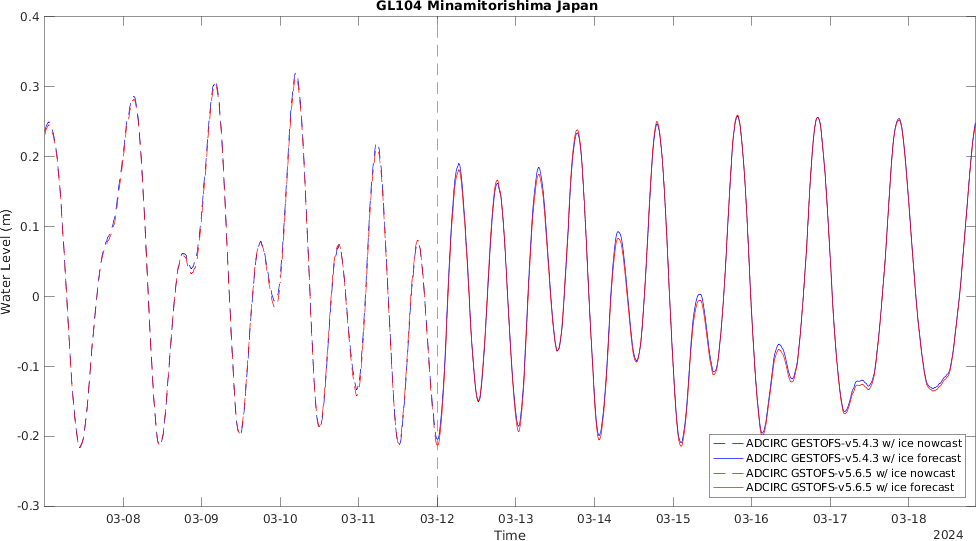 GL104 Minamitorishima Japan
0.4
0.3
0.2
0.1
0
-0.1
-0.2
-0.3
Water Level (m)
ADCIRC GESTOFS-v5.4.3 w/ ice nowcast
ADCIRC GESTOFS-v5.4.3 w/ ice forecast
ADCIRC GSTOFS-v5.6.5 w/ ice nowcast
ADCIRC GSTOFS-v5.6.5 w/ ice forecast
03-08 03-09 03-10 03-11 03-12 03-13 03-14 03-15 03-16 03-17 03-18
Time
2024